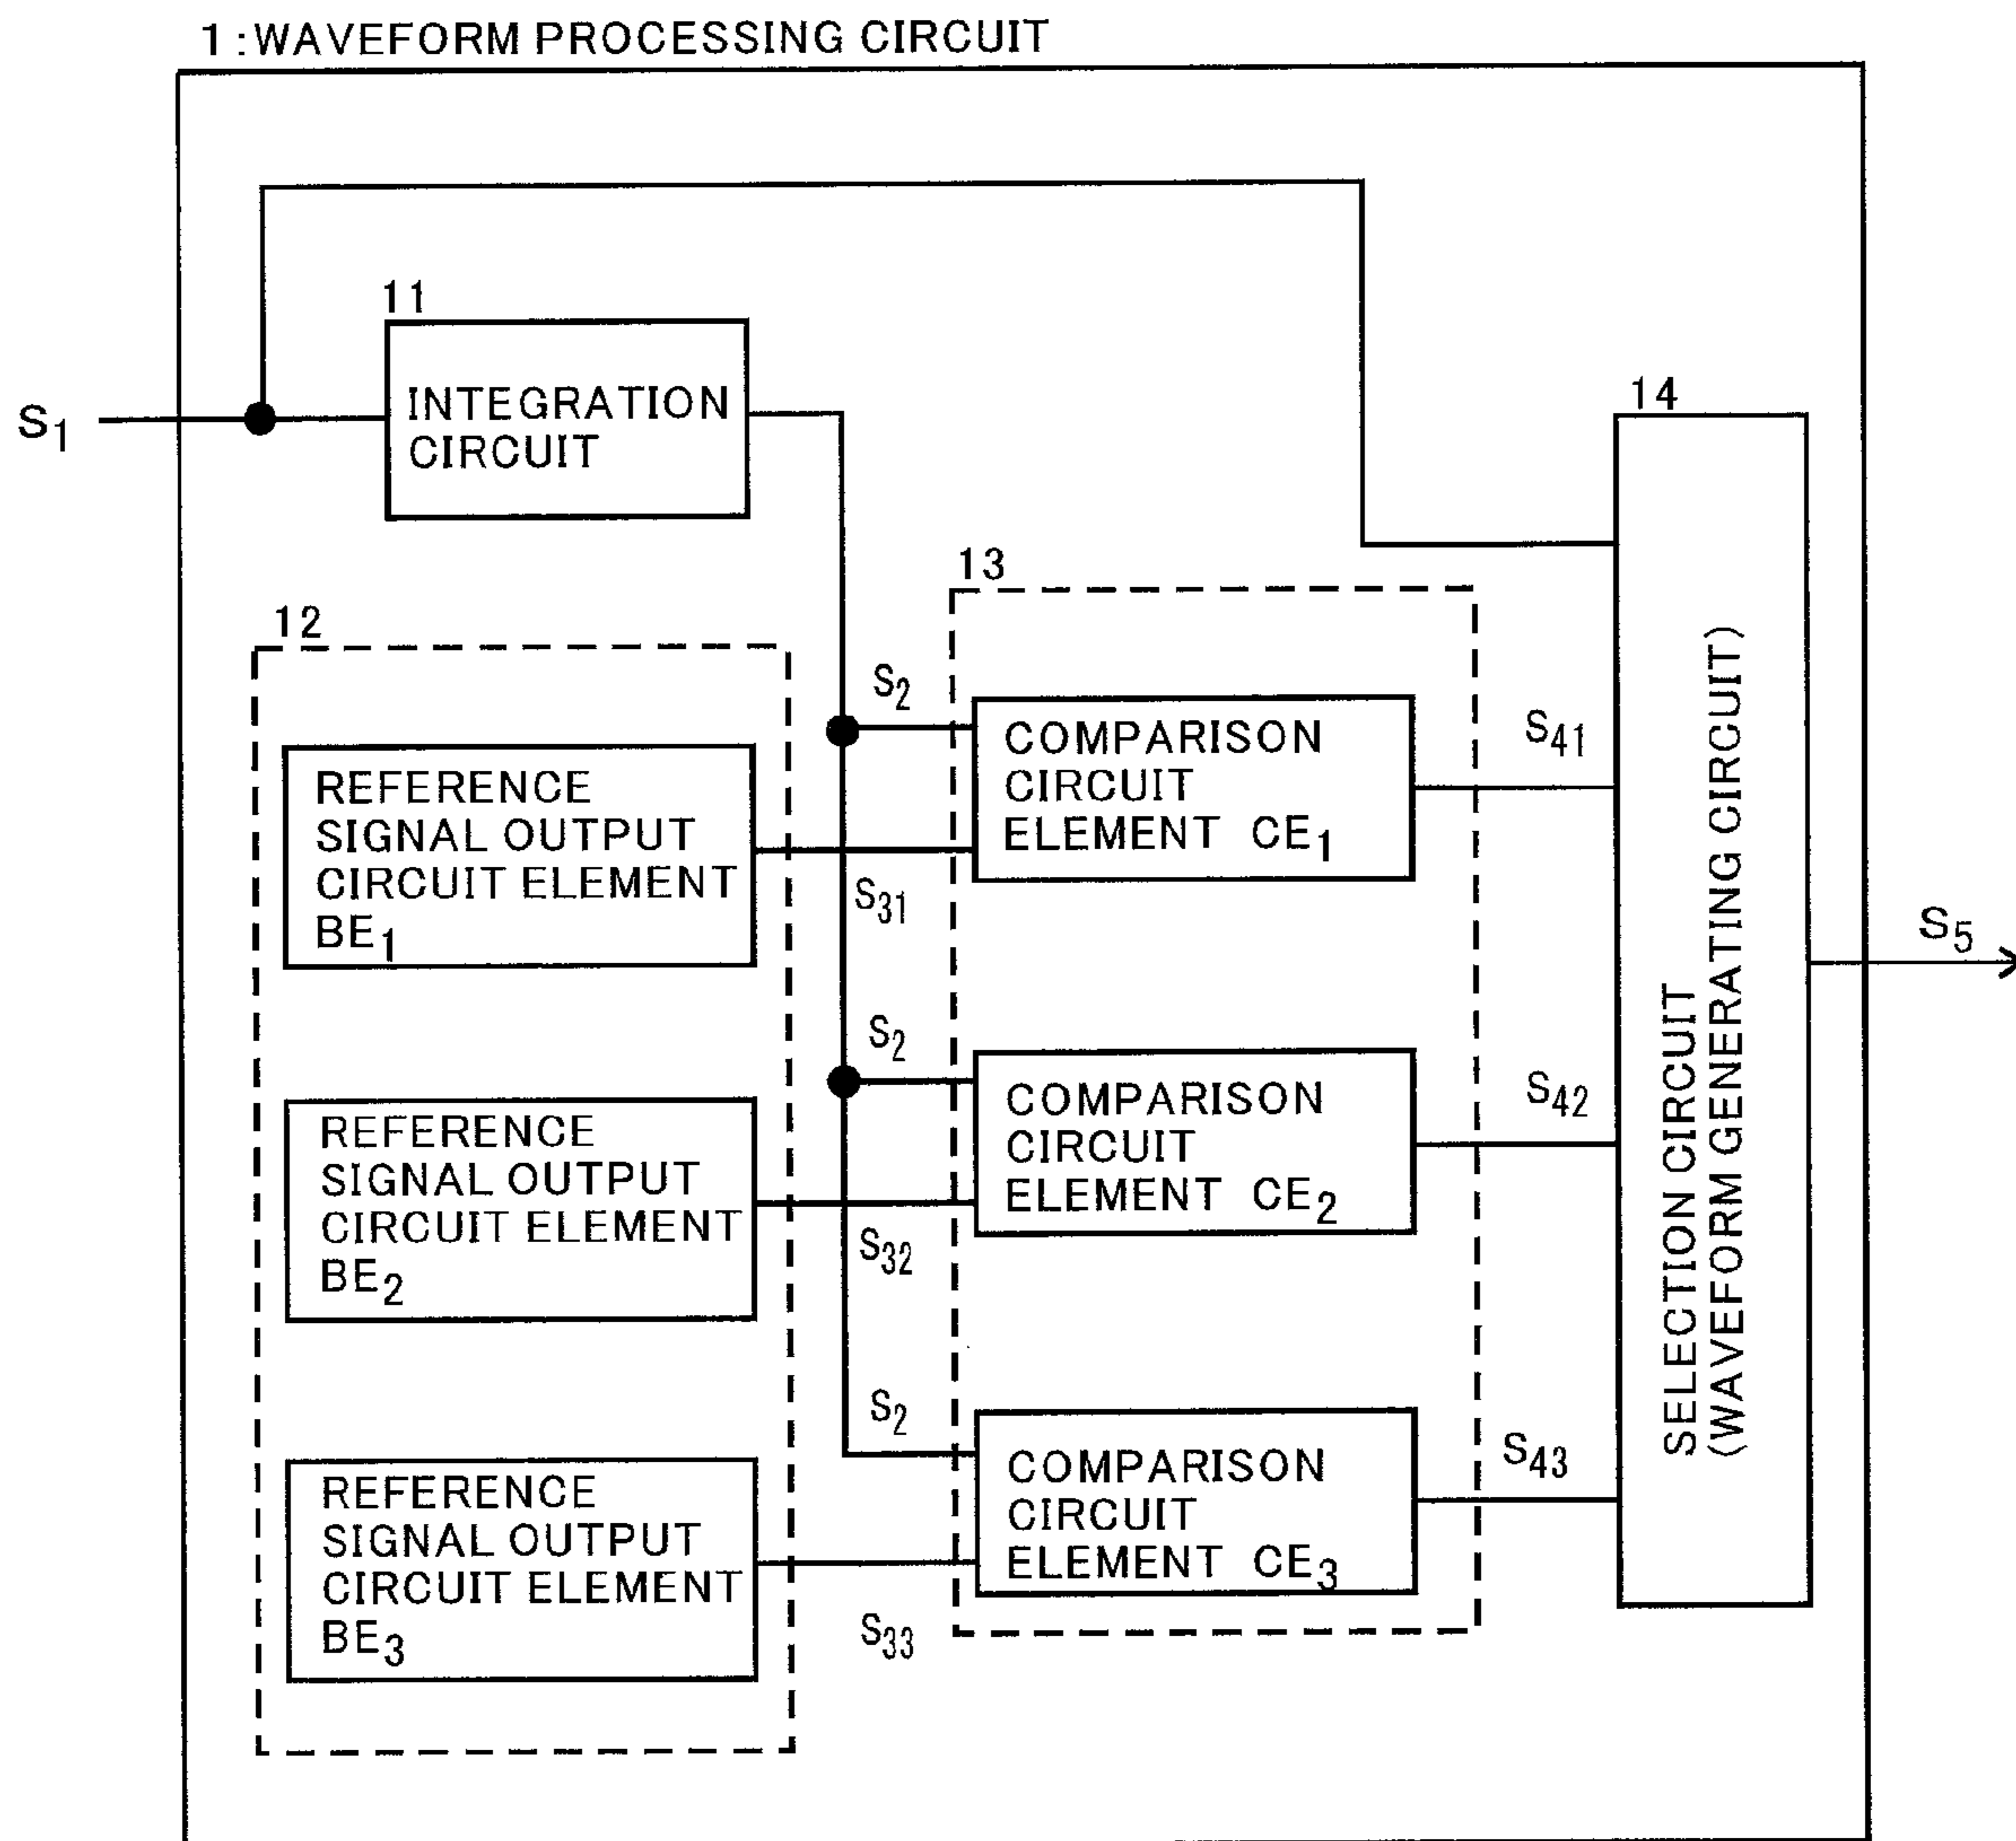 1:WAVEFORM PROCESSING CIRCUIT
11
INTEGRATION
CIRCUIT
S1
14
13
12
S2
COMPARISON
CIRCUIT
ELEMENT CE1
S41
REFERENCE
SIGNAL OUTPUT
CIRCUIT ELEMENT
BE1
S31
SELECTION CIRCUIT
(WAVEFORM GENERATING CIRCUIT)
S5
S2
COMPARISON
CIRCUIT
ELEMENT CE2
S42
REFERENCE
SIGNAL OUTPUT
CIRCUIT ELEMENT
BE2
S32
S2
COMPARISON
CIRCUIT
ELEMENT CE3
S43
REFERENCE
SIGNAL OUTPUT
CIRCUIT ELEMENT
BE3
S33